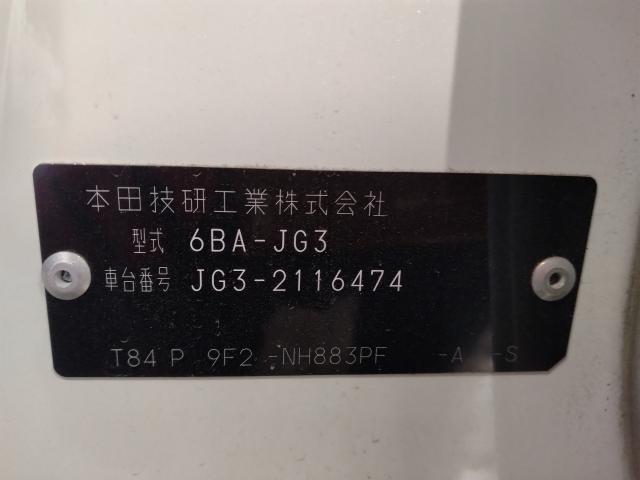 本田技研工業株式会社
型式 6BA-JG3
車台番号 JG3-2116474
T84 P 9F2 -NH883PF -A -S